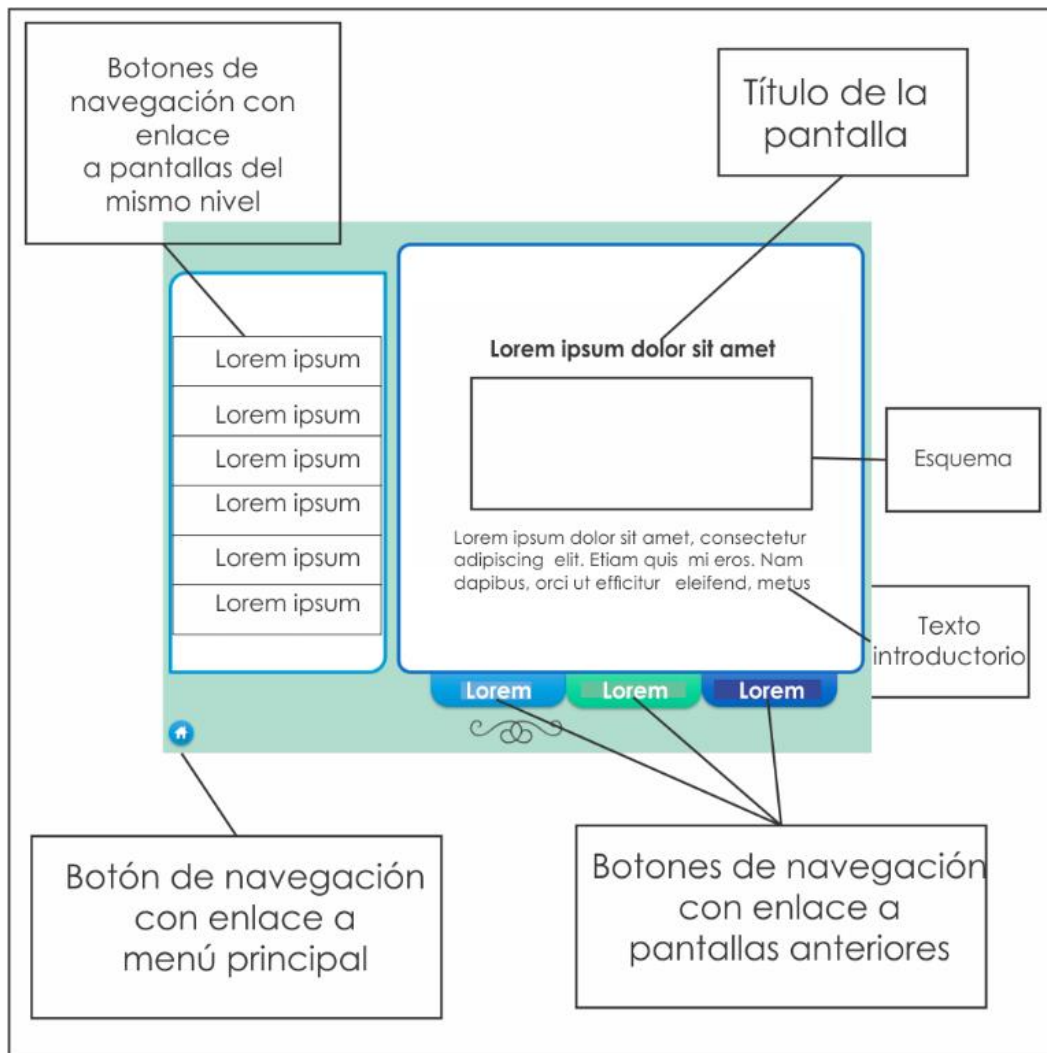 Botones de
navegación con
enlace
a pantallas del
mismo nivel
Título de la
pantalla
Lorem ipsum
Lorem ipsum
Lorem ipsum
Lorem ipsum
Lorem ipsum
Lorem ipsum
Lorem ipsum dolor sit amet
Esquema
Lorem ipsum dolor sit amet, consectetur
adipiscing elit. Etiam quis mi eros. Nam
dapibus, orci ut efficitur eleifend, metus
Texto
introductorio
Lorem
Lorem
Lorem
Botón de navegación
con enlace a
menú principal
Botones de navegación
con enlace a
pantallas anteriores